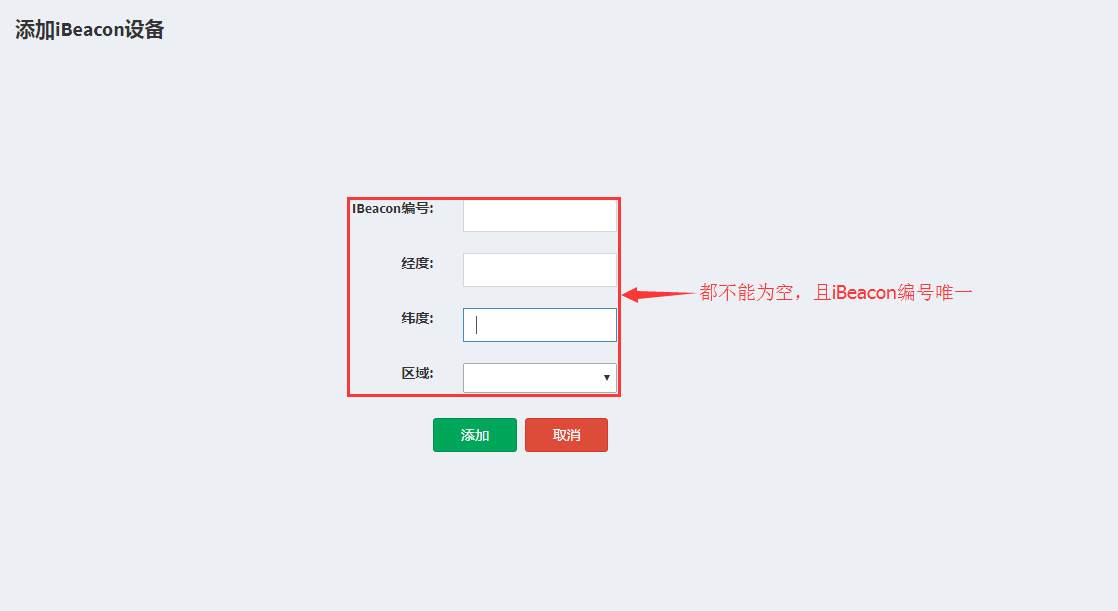 添加iBeacon设备
IBeacon编号:
经度:
都不能为空，且iBeacon编号唯一
纬度:
区域:
添加 取消